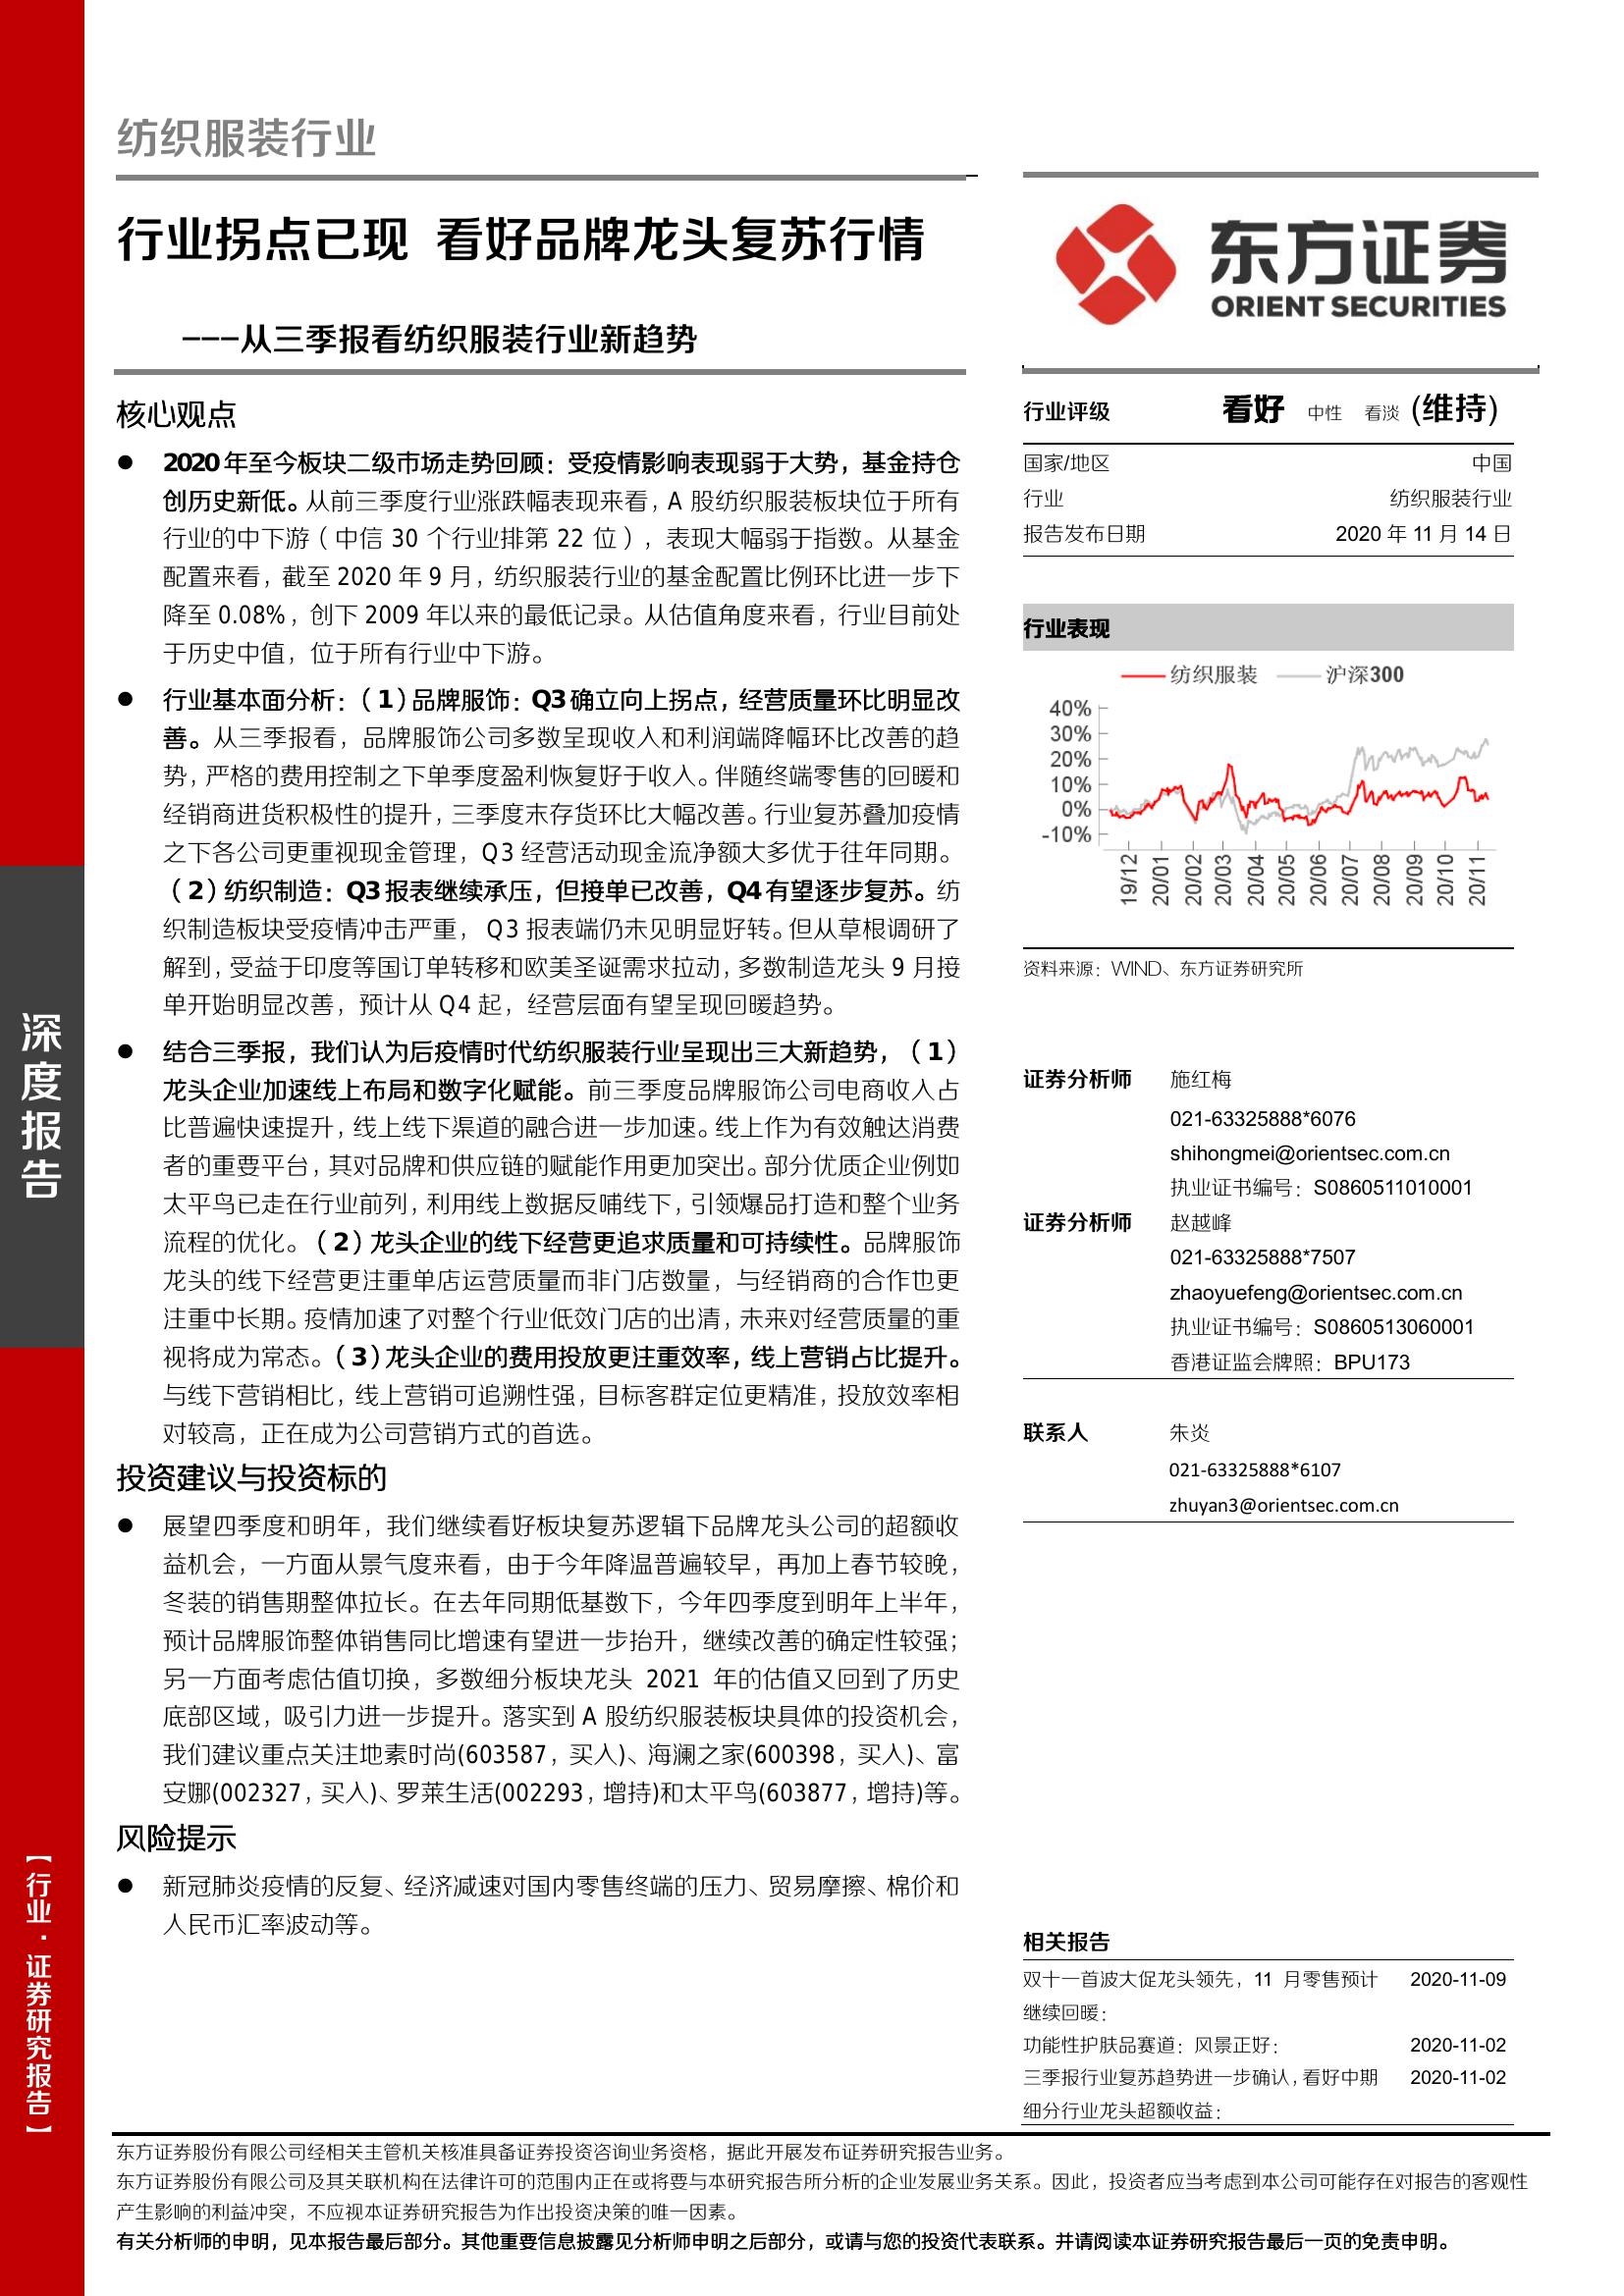 纺织服装行业
行业拐点已现 看好品牌龙头复苏行情
---从三季报看纺织服装行业新趋势
核心观点
● 2020年至今板块二级市场走势回顾：受疫情影响表现弱于大势，基金持仓
创历史新低。从前三季度行业涨跌幅表现来看，A 股纺织服装板块位于所有
行业的中下游（中信 30 个行业排第 22 位），表现大幅弱于指数。从基金
配置来看，截至 2020 年 9 月，纺织服装行业的基金配置比例环比进一步下
降至 0.08%，创下 2009 年以来的最低记录。从估值角度来看，行业目前处
于历史中值，位于所有行业中下游。
● 行业基本面分析：（1）品牌服饰：Q3确立向上拐点，经营质量环比明显改
善。从三季报看，品牌服饰公司多数呈现收入和利润端降幅环比改善的趋
势，严格的费用控制之下单季度盈利恢复好于收入。伴随终端零售的回暖和
经销商进货积极性的提升，三季度末存货环比大幅改善。行业复苏叠加疫情
之下各公司更重视现金管理，Q3 经营活动现金流净额大多优于往年同期。
（2）纺织制造：Q3报表继续承压，但接单已改善，Q4有望逐步复苏。纺
织制造板块受疫情冲击严重， Q3 报表端仍未见明显好转。但从草根调研了
解到，受益于印度等国订单转移和欧美圣诞需求拉动，多数制造龙头 9 月接
单开始明显改善，预计从 Q4 起，经营层面有望呈现回暖趋势。
● 结合三季报，我们认为后疫情时代纺织服装行业呈现出三大新趋势，（1）
龙头企业加速线上布局和数字化赋能。前三季度品牌服饰公司电商收入占
比普遍快速提升，线上线下渠道的融合进一步加速。线上作为有效触达消费
者的重要平台，其对品牌和供应链的赋能作用更加突出。部分优质企业例如
太平鸟已走在行业前列，利用线上数据反哺线下，引领爆品打造和整个业务
流程的优化。（2）龙头企业的线下经营更追求质量和可持续性。品牌服饰
龙头的线下经营更注重单店运营质量而非门店数量，与经销商的合作也更
注重中长期。疫情加速了对整个行业低效门店的出清，未来对经营质量的重
视将成为常态。（3）龙头企业的费用投放更注重效率，线上营销占比提升。
与线下营销相比，线上营销可追溯性强，目标客群定位更精准，投放效率相
对较高，正在成为公司营销方式的首选。
投资建议与投资标的
● 展望四季度和明年，我们继续看好板块复苏逻辑下品牌龙头公司的超额收
益机会，一方面从景气度来看，由于今年降温普遍较早，再加上春节较晚，
冬装的销售期整体拉长。在去年同期低基数下，今年四季度到明年上半年，
预计品牌服饰整体销售同比增速有望进一步抬升，继续改善的确定性较强；
另一方面考虑估值切换，多数细分板块龙头 2021 年的估值又回到了历史
底部区域，吸引力进一步提升。落实到 A 股纺织服装板块具体的投资机会，
我们建议重点关注地素时尚(603587，买入)、海澜之家(600398，买入)、富
安娜(002327，买入)、罗莱生活(002293，增持)和太平鸟(603877，增持)等。
风险提示
● 新冠肺炎疫情的反复、经济减速对国内零售终端的压力、贸易摩擦、棉价和
人民币汇率波动等。
东方证券
ORIENT SECURITIES
行业评级 看好 中性 看淡 (维持)
国家/地区 中国
行业 纺织服装行业
报告发布日期 2020 年 11 月 14 日
行业表现
纺织服装 沪深300
40%
30%
20%
10%
0%
-10%
19/12 20/01 20/02 20/03 20/04 20/05 20/06 20/07 20/08 20/09 20/10 20/11
资料来源：WIND、东方证券研究所
证券分析师 施红梅
021-63325888*6076
shihongmei@orientsec.com.cn
执业证书编号：S0860511010001
证券分析师 赵越峰
021-63325888*7507
zhaoyuefeng@orientsec.com.cn
执业证书编号：S0860513060001
香港证监会牌照：BPU173
联系人 朱炎
021-63325888*6107
zhuyan3@orientsec.com.cn
相关报告
双十一首波大促龙头领先，11 月零售预计 2020-11-09
继续回暖：
功能性护肤品赛道：风景正好： 2020-11-02
三季报行业复苏趋势进一步确认，看好中期 2020-11-02
细分行业龙头超额收益：
深度报告
【行业·证券研究报告】
东方证券股份有限公司经相关主管机关核准具备证券投资咨询业务资格，据此开展发布证券研究报告业务。
东方证券股份有限公司及其关联机构在法律许可的范围内正在或将要与本研究报告所分析的企业发展业务关系。因此，投资者应当考虑到本公司可能存在对报告的客观性
产生影响的利益冲突，不应视本证券研究报告为作出投资决策的唯一因素。
有关分析师的申明，见本报告最后部分。其他重要信息披露见分析师申明之后部分，或请与您的投资代表联系。并请阅读本证券研究报告最后一页的免责申明。